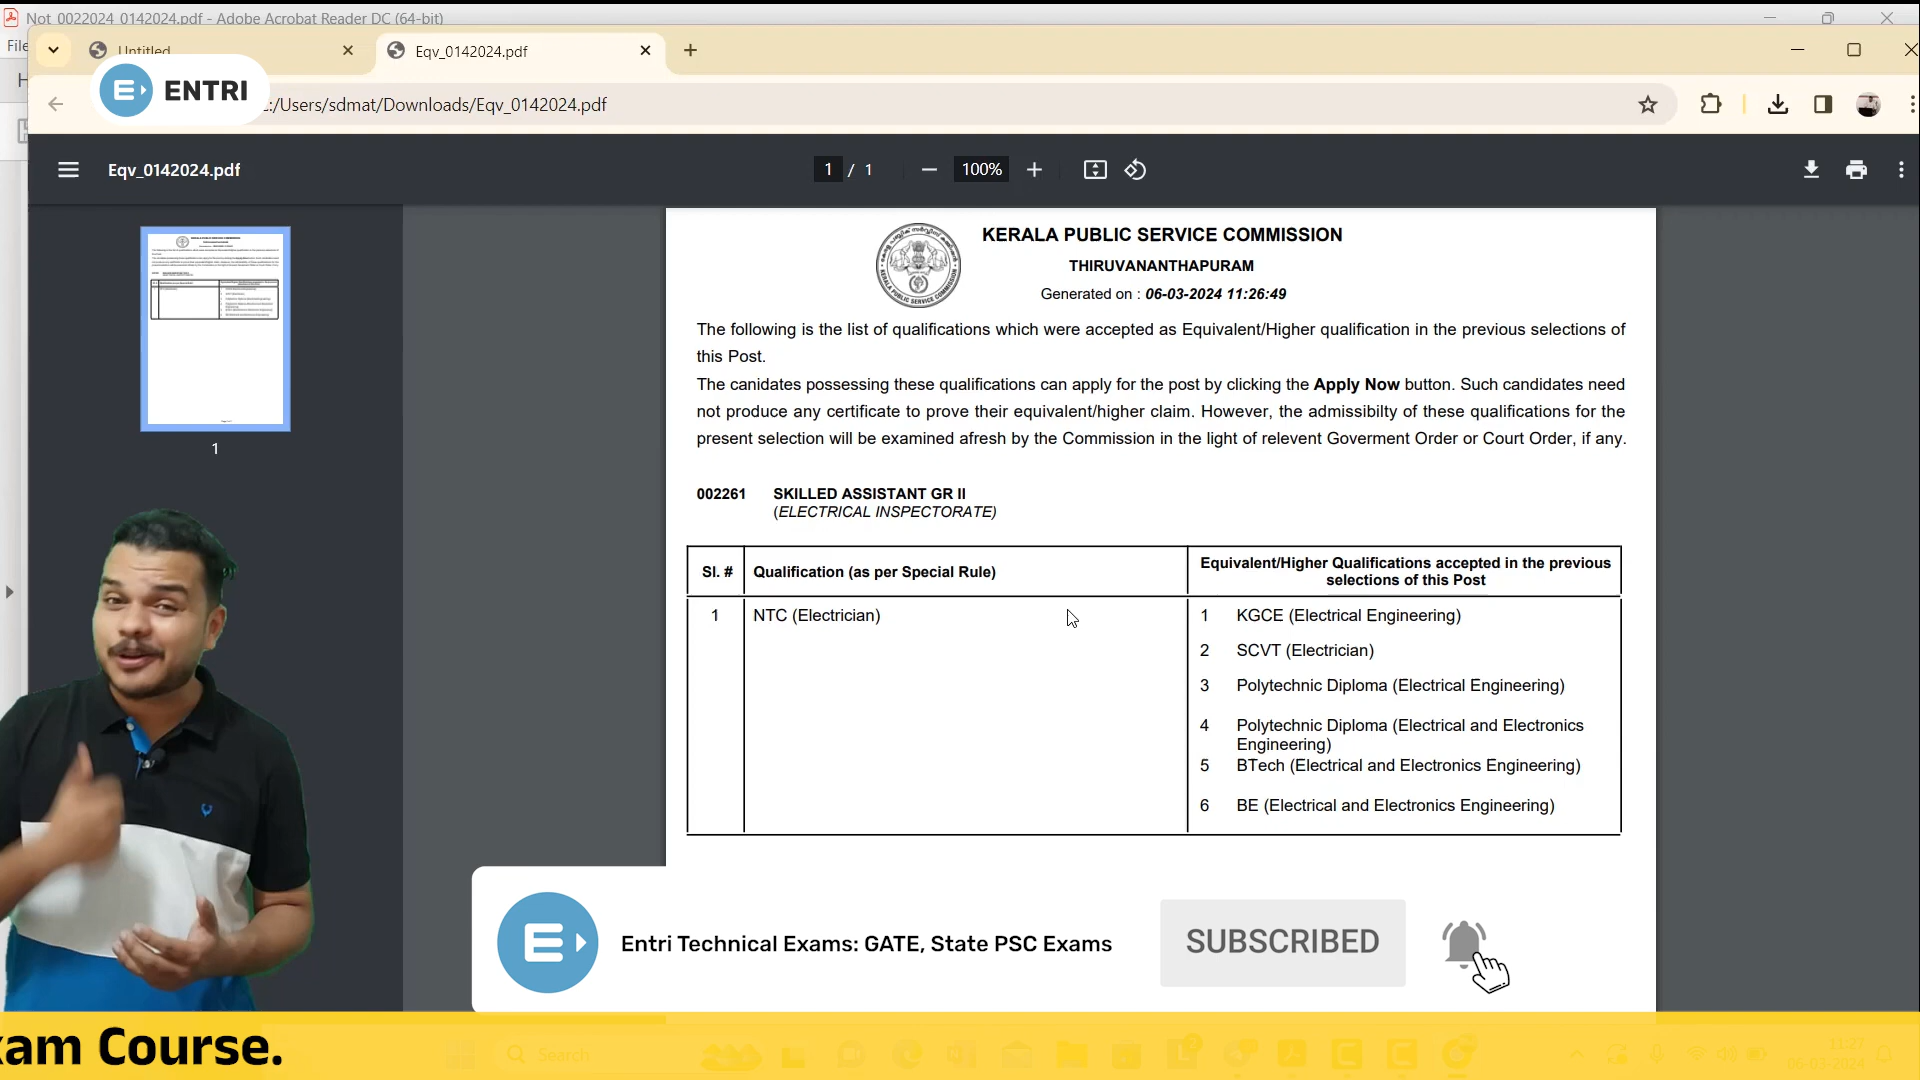 Not_0022024_0142024.pdf - Adobe Acrobat Reader DC (64-bit)
File
Untitled
Eqv_0142024.pdf
ENTRI
:/Users/sdmat/Downloads/Eqv_0142024.pdf
Eqv_0142024.pdf
1 / 1
100%
KERALA PUBLIC SERVICE COMMISSION
THIRUVANANTHAPURAM
Generated on : 06-03-2024 11:26:49
The following is the list of qualifications which were accepted as Equivalent/Higher qualification in the previous selections of
this Post.
The canidates possessing these qualifications can apply for the post by clicking the Apply Now button. Such candidates need
not produce any certificate to prove their equivalent/higher claim. However, the admissibilty of these qualifications for the
present selection will be examined afresh by the Commission in the light of relevent Goverment Order or Court Order, if any.
1
002261 SKILLED ASSISTANT GR II
(ELECTRICAL INSPECTORATE)
Sl. # Qualification (as per Special Rule) Equivalent/Higher Qualifications accepted in the previous
selections of this Post
1 NTC (Electrician) 1 KGCE (Electrical Engineering)
2 SCVT (Electrician)
3 Polytechnic Diploma (Electrical Engineering)
4 Polytechnic Diploma (Electrical and Electronics
Engineering)
5 BTech (Electrical and Electronics Engineering)
6 BE (Electrical and Electronics Engineering)
Entri Technical Exams: GATE, State PSC Exams
SUBSCRIBED
am Course.
Search
11:27
06-03-2024